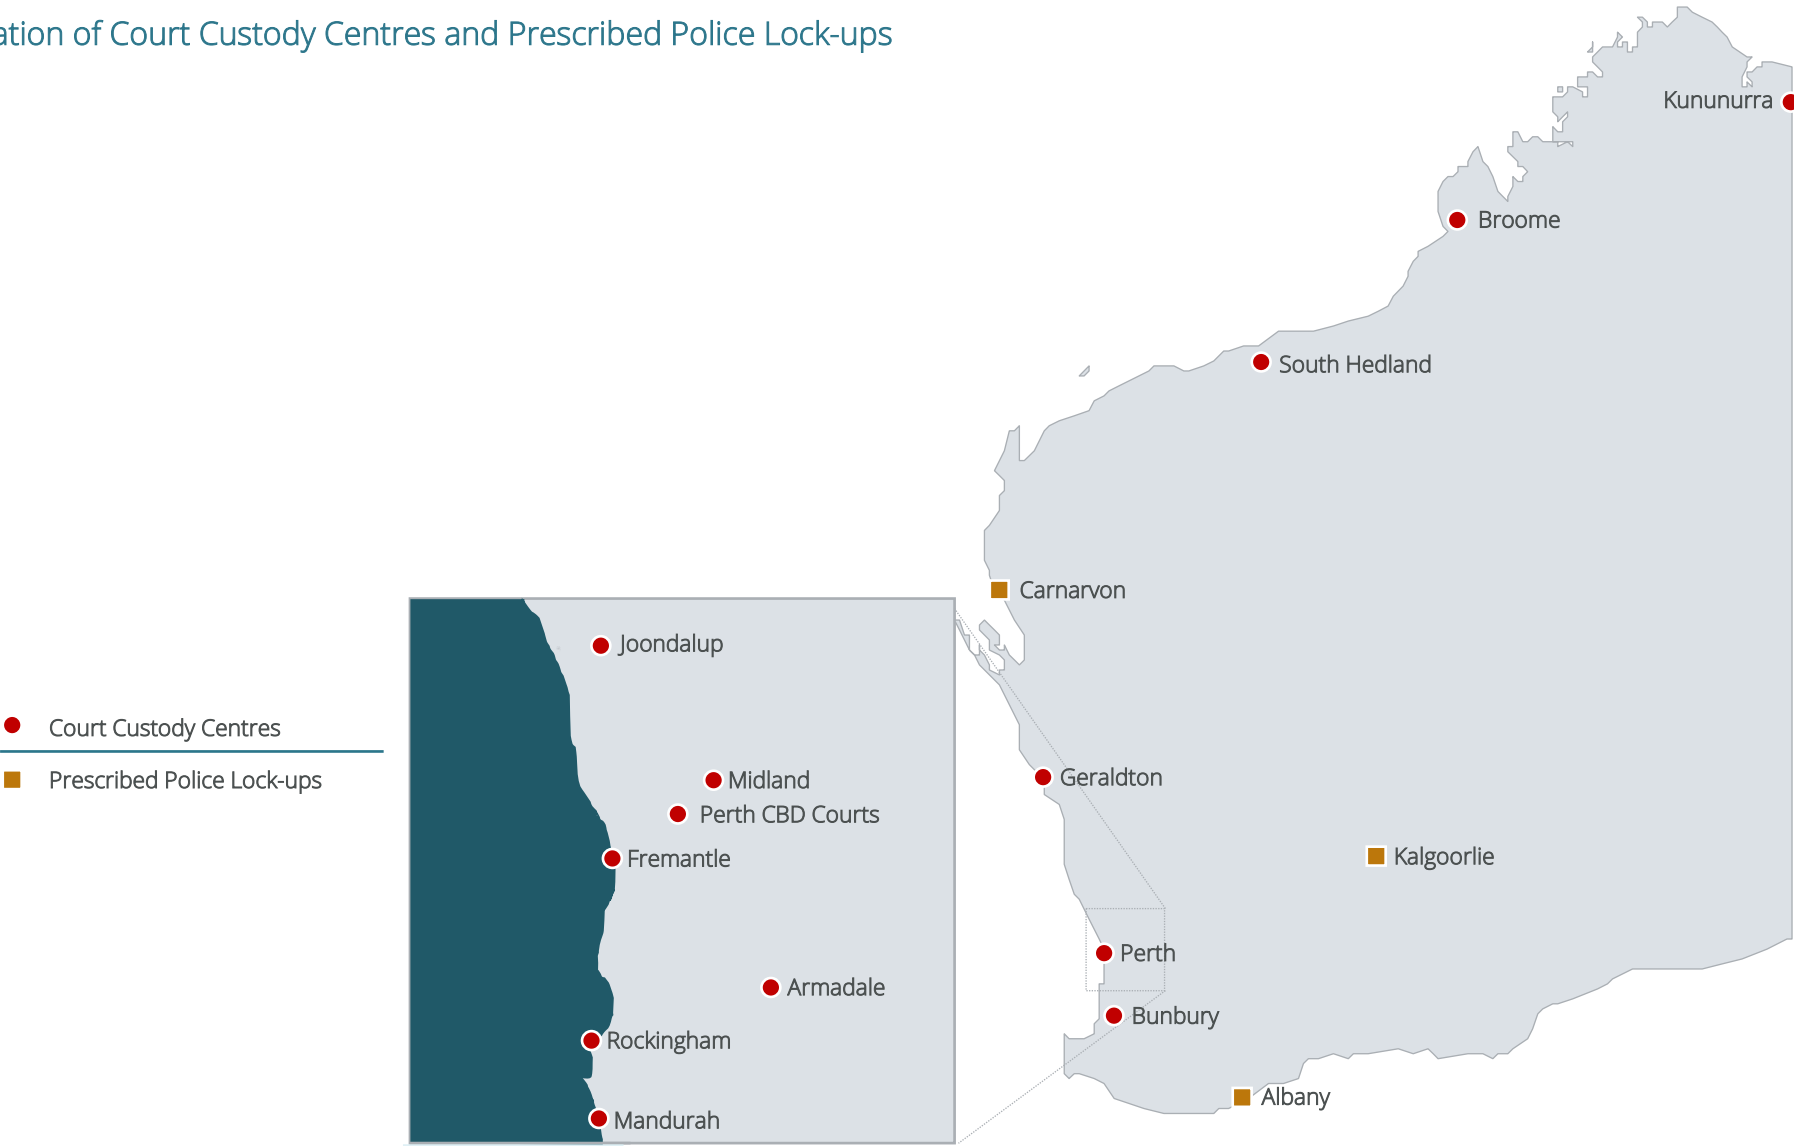 ation of Court Custody Centres and Prescribed Police Lock-ups
Kununurra
Broome
South Hedland
Carnarvon
Joondalup
Court Custody Centres
Prescribed Police Lock-ups
Midland
Geraldton
Perth CBD Courts
Fremantle
Kalgoorlie
Perth
Armadale
Bunbury
Rockingham
Mandurah
Albany